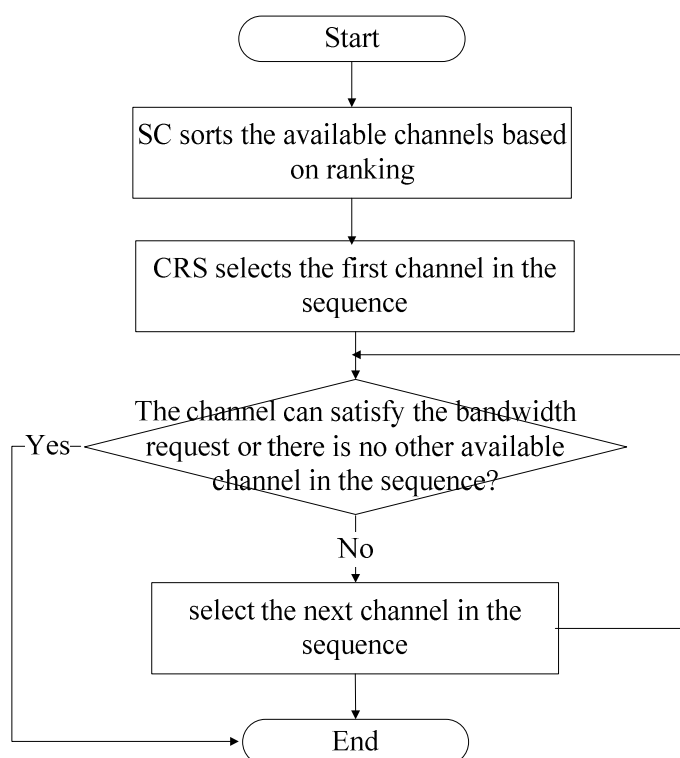 Start
SC sorts the available channels based
on ranking
CRS selects the first channel in the
sequence
The channel can satisfy the bandwidth
request or there is no other available
channel in the sequence?
Yes
No
select the next channel in the
sequence
End